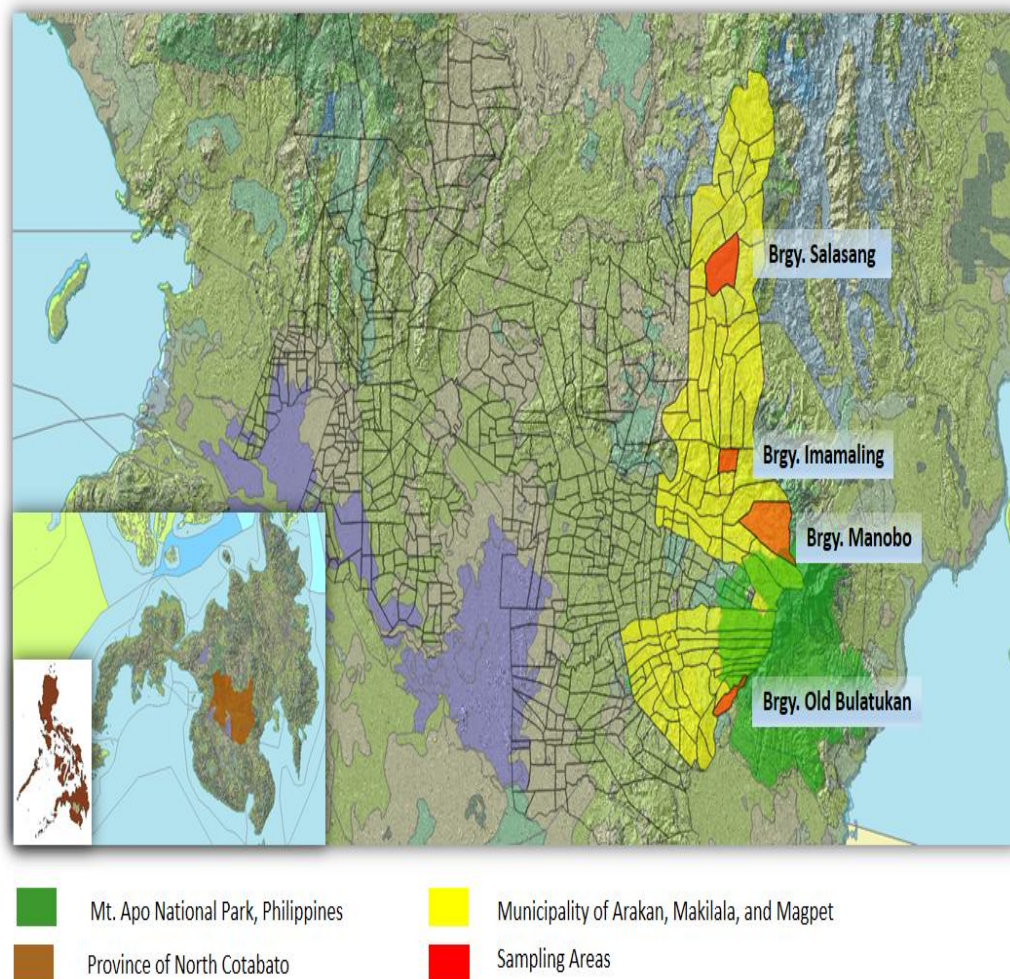 Brgy. Salasang
Brgy. Imamaling
Brgy. Manobo
Brgy. Old Bulatukan
Mt. Apo National Park, Philippines
Municipality of Arakan, Makilala, and Magpet
Province of North Cotabato
Sampling Areas